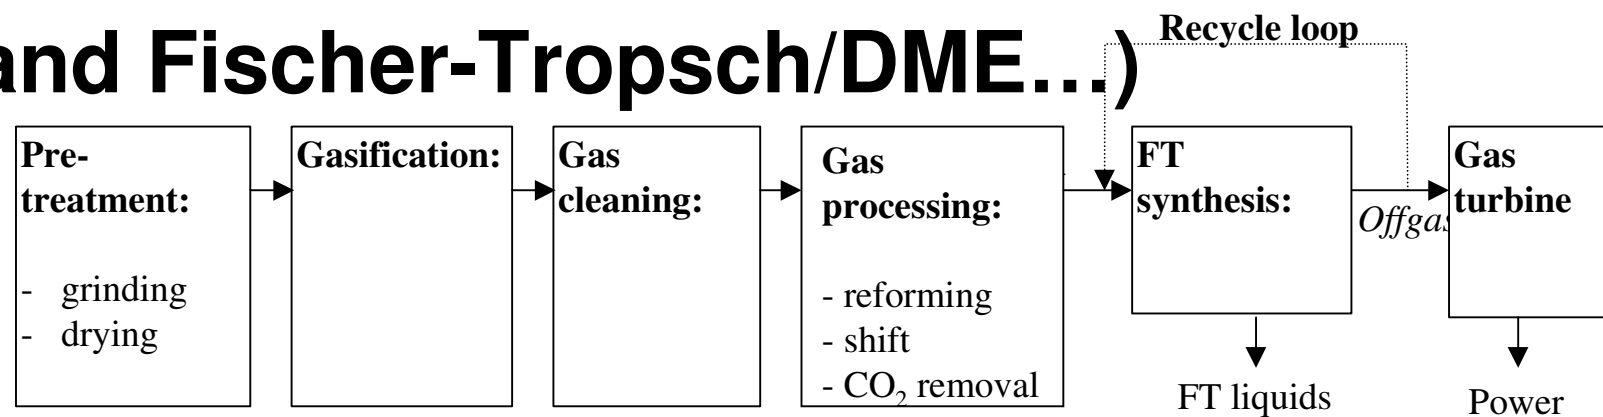 Recycle loop
and Fischer-Tropsch/DME…)
Pre-
treatment:
- grinding
- drying
Gasification:
Gas
cleaning:
Gas
processing:
- reforming
- shift
- CO₂ removal
FT
synthesis:
Offgas
Gas
turbine
FT liquids
Power